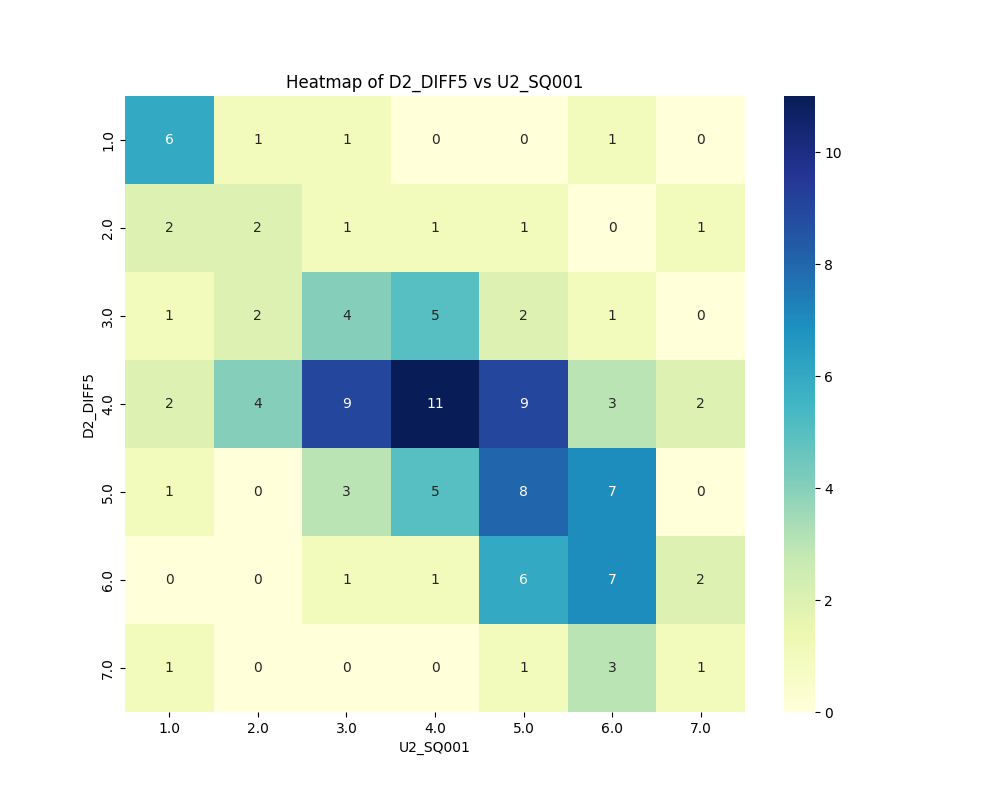 Heatmap of D2_DIFF5 vs U2_SQ001
D2_DIFF5
1.0 6 1 1 0 0 1 0
2.0 2 2 1 1 1 0 1
3.0 1 2 4 5 2 1 0
4.0 2 4 9 11 9 3 2
5.0 1 0 3 5 8 7 0
6.0 0 0 1 1 6 7 2
7.0 1 0 0 0 1 3 1
1.0 2.0 3.0 4.0 5.0 6.0 7.0
U2_SQ001
10
8
6
4
2
0